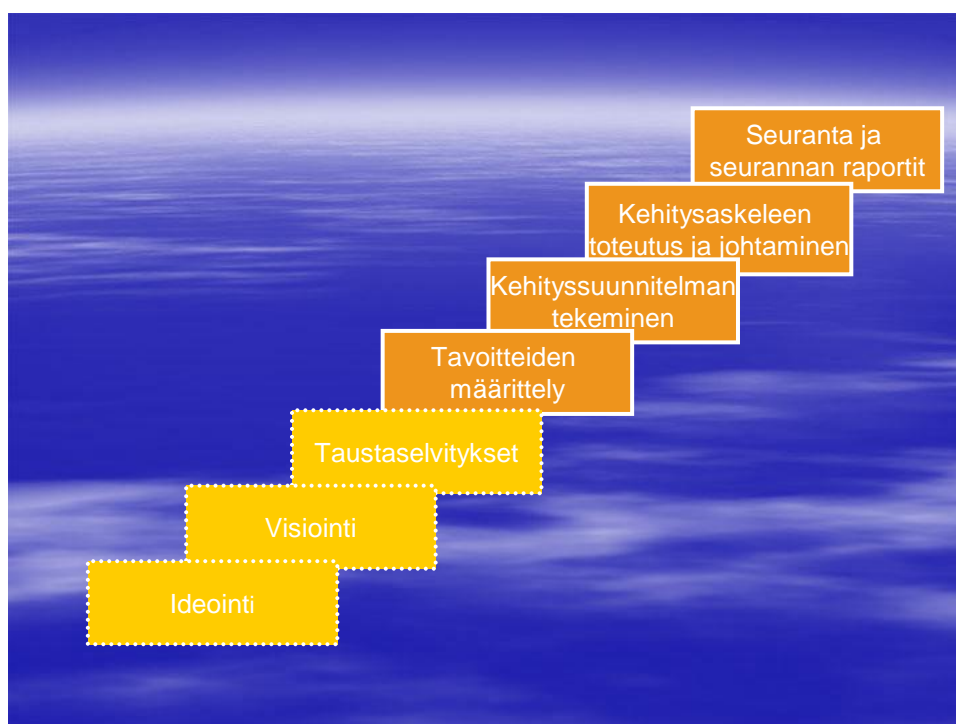 Seuranta ja
seurannan raportit
Kehitysaskeleen
toteutus ja johtaminen
Kehityssuunnitelman
tekeminen
Tavoitteiden
määrittely
Taustaselvitykset
Visiointi
Ideointi